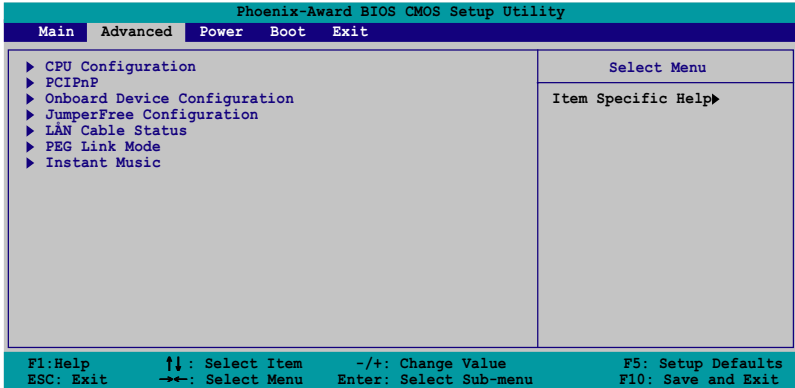 Phoenix-Award BIOS CMOS Setup Utility
Main Advanced Power Boot Exit
CPU Configuration
PCIPnP
Onboard Device Configuration
JumperFree Configuration
LÅN Cable Status
PEG Link Mode
Instant Music
Select Menu
Item Specific Help
F1:Help ↑↓: Select Item -/+: Change Value F5: Setup Defaults
ESC: Exit →←: Select Menu Enter: Select Sub-menu F10: Save and Exit